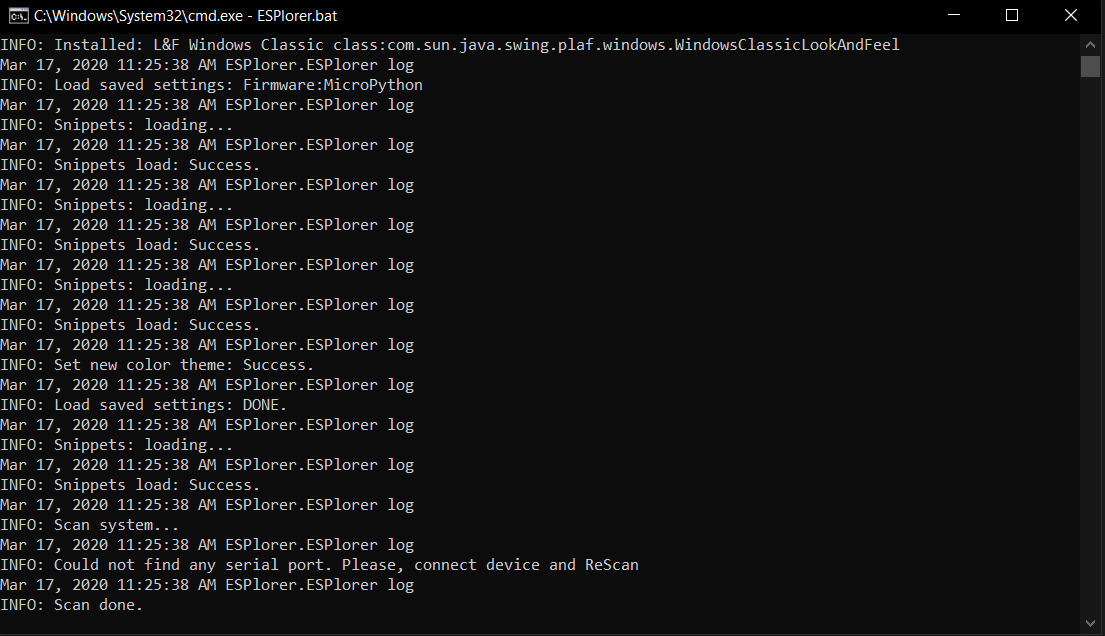 C:\Windows\System32\cmd.exe - ESPlorer.bat
INFO: Installed: L&F Windows Classic class:com.sun.java.swing.plaf.windows.WindowsClassicLookAndFeel
Mar 17, 2020 11:25:38 AM ESPlorer.ESPlorer log
INFO: Load saved settings: Firmware:MicroPython
Mar 17, 2020 11:25:38 AM ESPlorer.ESPlorer log
INFO: Snippets: loading...
Mar 17, 2020 11:25:38 AM ESPlorer.ESPlorer log
INFO: Snippets load: Success.
Mar 17, 2020 11:25:38 AM ESPlorer.ESPlorer log
INFO: Snippets: loading...
Mar 17, 2020 11:25:38 AM ESPlorer.ESPlorer log
INFO: Snippets load: Success.
Mar 17, 2020 11:25:38 AM ESPlorer.ESPlorer log
INFO: Snippets: loading...
Mar 17, 2020 11:25:38 AM ESPlorer.ESPlorer log
INFO: Snippets load: Success.
Mar 17, 2020 11:25:38 AM ESPlorer.ESPlorer log
INFO: Set new color theme: Success.
Mar 17, 2020 11:25:38 AM ESPlorer.ESPlorer log
INFO: Load saved settings: DONE.
Mar 17, 2020 11:25:38 AM ESPlorer.ESPlorer log
INFO: Snippets: loading...
Mar 17, 2020 11:25:38 AM ESPlorer.ESPlorer log
INFO: Snippets load: Success.
Mar 17, 2020 11:25:38 AM ESPlorer.ESPlorer log
INFO: Scan system...
Mar 17, 2020 11:25:38 AM ESPlorer.ESPlorer log
INFO: Could not find any serial port. Please, connect device and ReScan
Mar 17, 2020 11:25:38 AM ESPlorer.ESPlorer log
INFO: Scan done.